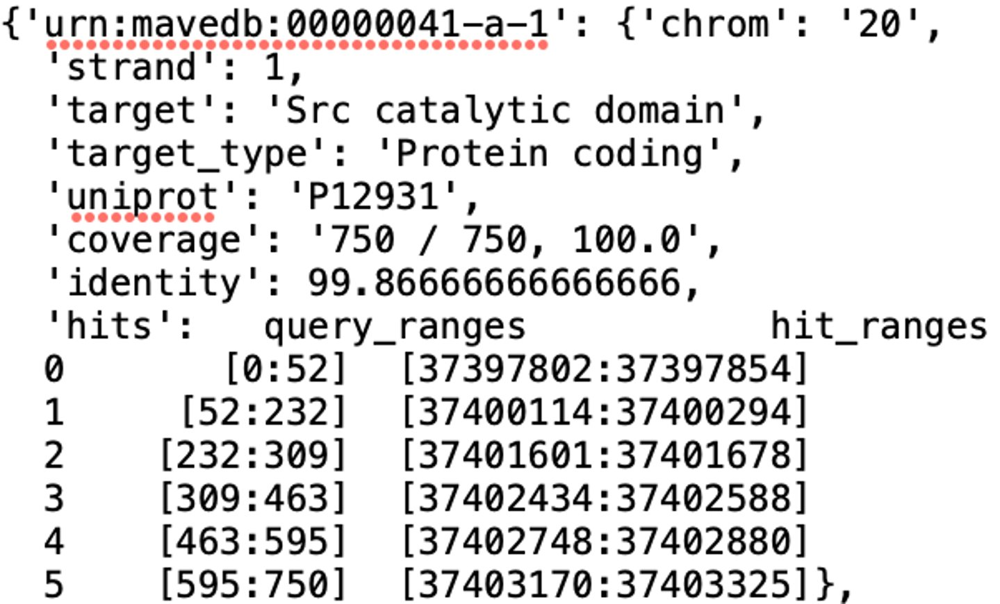 {'urn:mavedb:00000041-a-1': {'chrom': '20',
'strand': 1,
'target': 'Src catalytic domain',
'target_type': 'Protein coding',
'uniprot': 'P12931',
'coverage': '750 / 750, 100.0',
'identity': 99.86666666666666,
'hits': query_ranges hit_ranges
0 [0:52] [37397802:37397854]
1 [52:232] [37400114:37400294]
2 [232:309] [37401601:37401678]
3 [309:463] [37402434:37402588]
4 [463:595] [37402748:37402880]
5 [595:750] [37403170:37403325]},